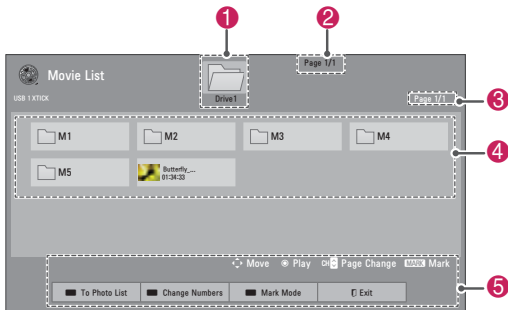 1
2
Page 1/1
Movie List
USB 1 XTICK
Drive1
Page 1/1
3
M1
M2
M3
M4
4
M5
Butterfly_...
01:34:33
Move
Play
CH
Page Change
MARK
Mark
5
To Photo List
Change Numbers
Mark Mode
Exit